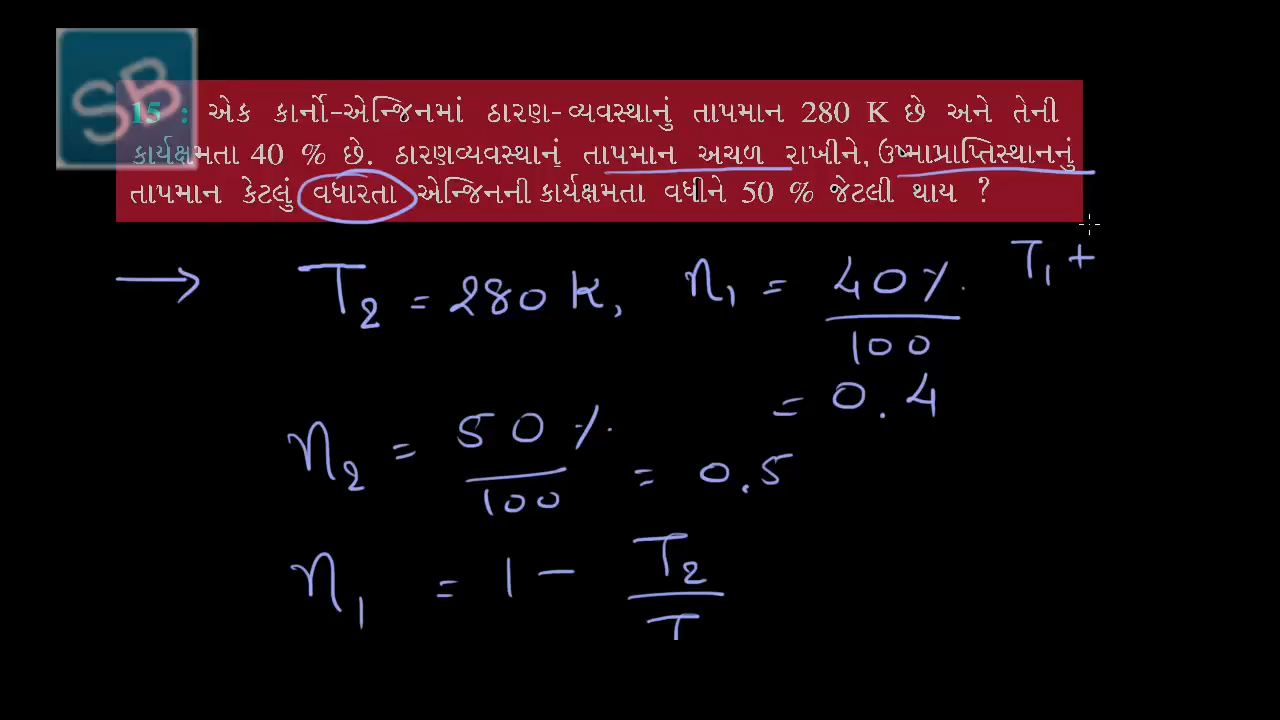 SB
15 : એક કાર્નો-એન્જિનમાં ઠારણ-વ્યવસ્થાનું તાપમાન 280 K છે અને તેની
કાર્યક્ષમતા 40 % છે. ઠારણવ્યવસ્થાનું તાપમાન અચળ રાખીને, ઉષ્માપ્રાપ્તિસ્થાનનું
તાપમાન કેટલું વધારતા એન્જિનની કાર્યક્ષમતા વધીને 50 % જેટલી થાય ?
→ T₂ = 280 K, η₁ = 40 % / 100 T₁ +
= 0.4
η₂ = 50 % / 100 = 0.5
η₁ = 1 - T₂ / T